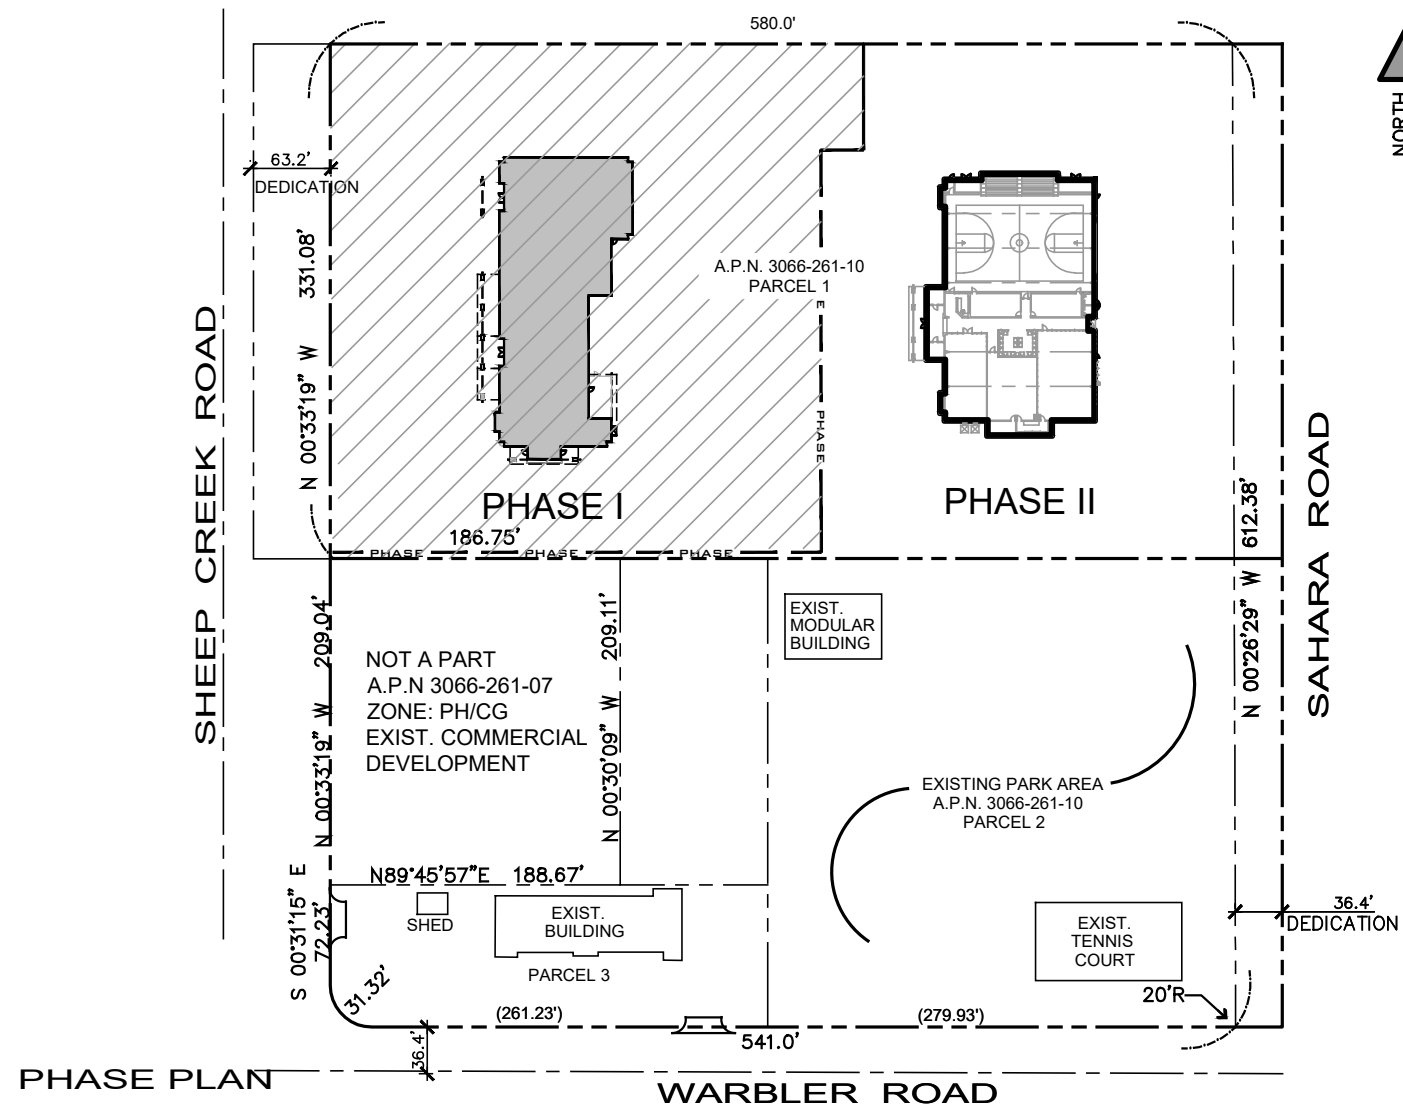 580.0'
NORTH
63.2'
DEDICATION
N 00°33'19" W 331.08'
SHEEP CREEK ROAD
A.P.N. 3066-261-10
PARCEL 1
PHASE
PHASE
PHASE I
PHASE II
186.75'
PHASE PHASE PHASE
N 00°26'29" W 612.38'
SAHARA ROAD
N 00°33'19" W 209.04'
NOT A PART
A.P.N 3066-261-07
ZONE: PH/CG
EXIST. COMMERCIAL
DEVELOPMENT
N 00°30'09" W 209.11'
EXIST.
MODULAR
BUILDING
EXISTING PARK AREA
A.P.N. 3066-261-10
PARCEL 2
N89°45'57"E 188.67'
S 00°31'15" E
72.23'
SHED
EXIST.
BUILDING
PARCEL 3
EXIST.
TENNIS
COURT
36.4'
DEDICATION
31.32'
20'R
(261.23')
(279.93')
36.4'
541.0'
PHASE PLAN
WARBLER ROAD